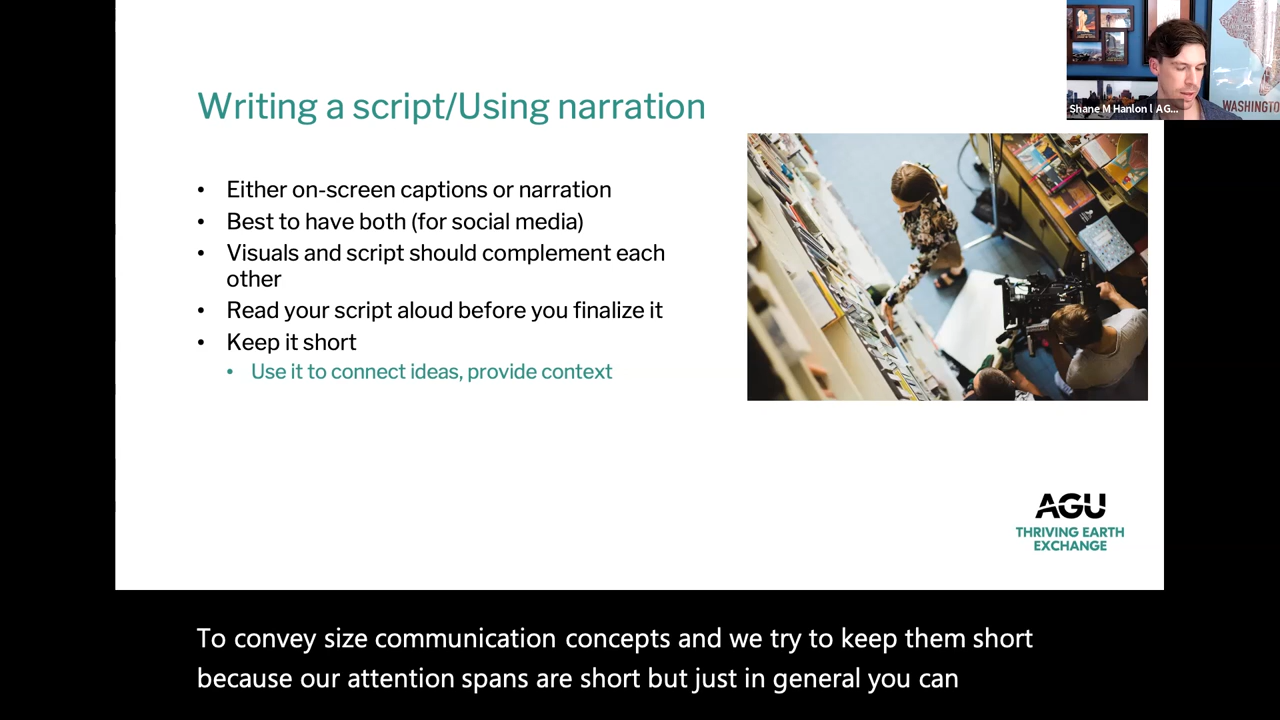 Writing a script/Using narration
• Either on-screen captions or narration
• Best to have both (for social media)
• Visuals and script should complement each
other
• Read your script aloud before you finalize it
• Keep it short
• Use it to connect ideas, provide context
Shane M Hanlon l AG...
WASHINGTO
AGU
THRIVING EARTH
EXCHANGE
To convey size communication concepts and we try to keep them short
because our attention spans are short but just in general you can